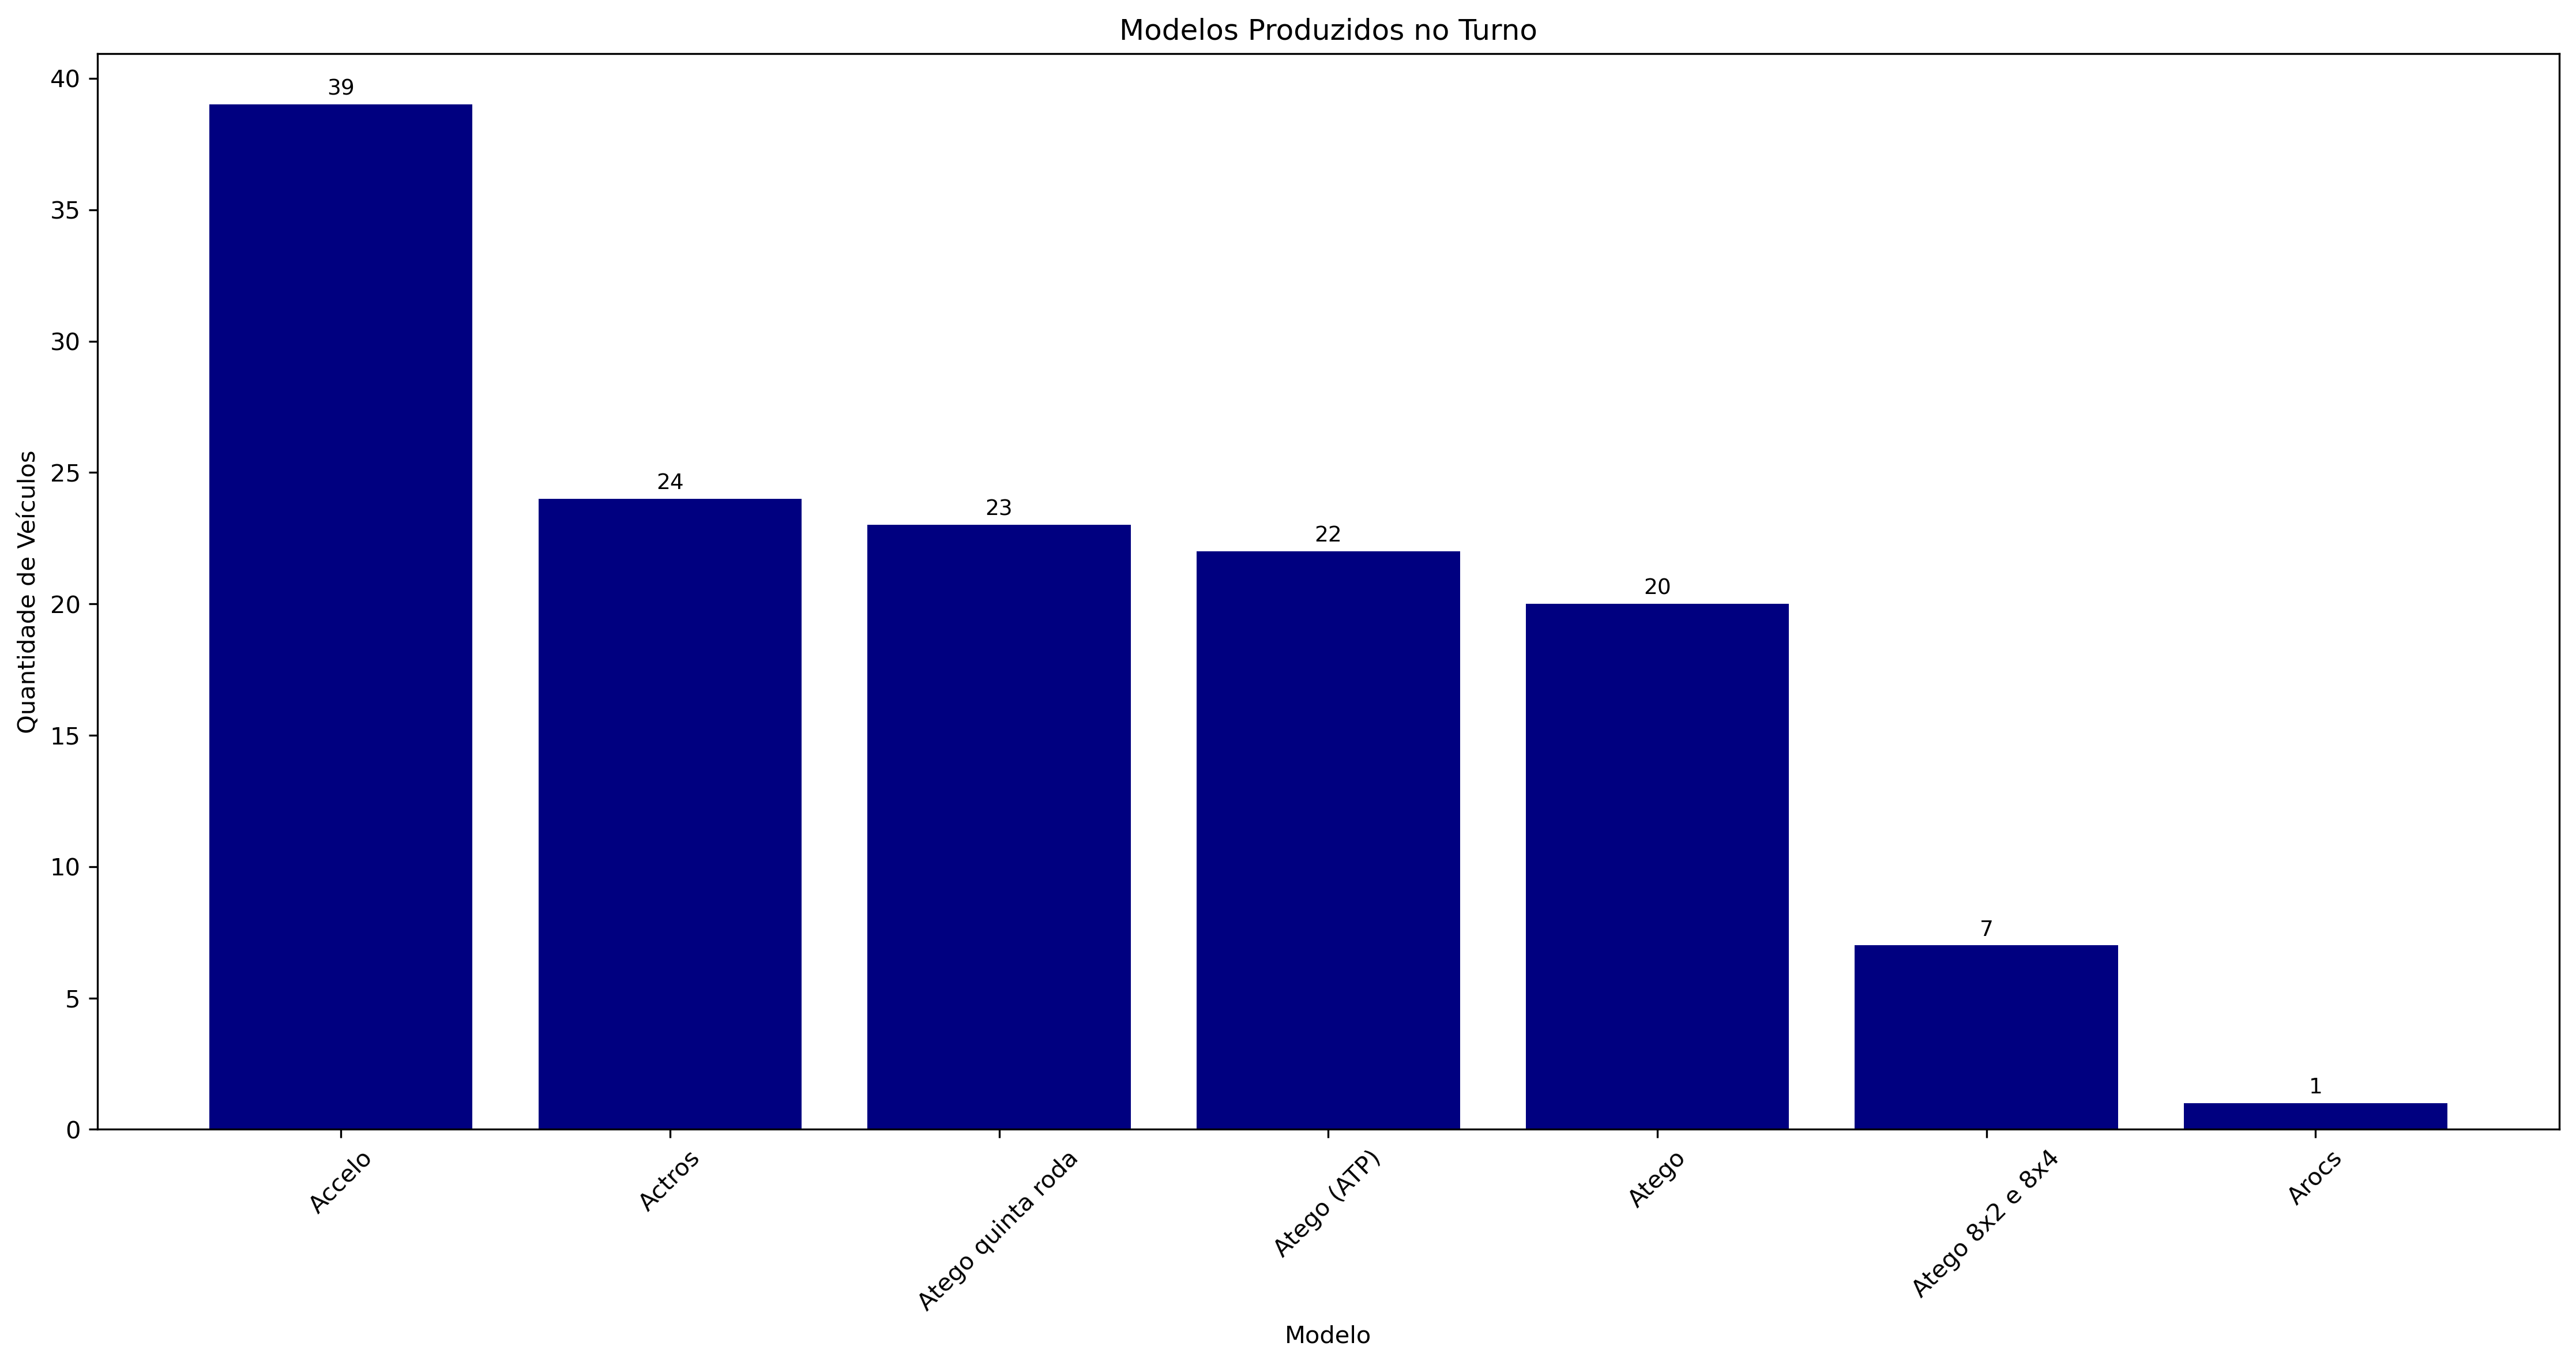 Modelos Produzidos no Turno
Quantidade de Veículos
40
35
30
25
20
15
10
5
0
39
24
23
22
20
7
1
Accelo
Actros
Atego quinta roda
Atego (ATP)
Atego
Atego 8x2 e 8x4
Arocs
Modelo